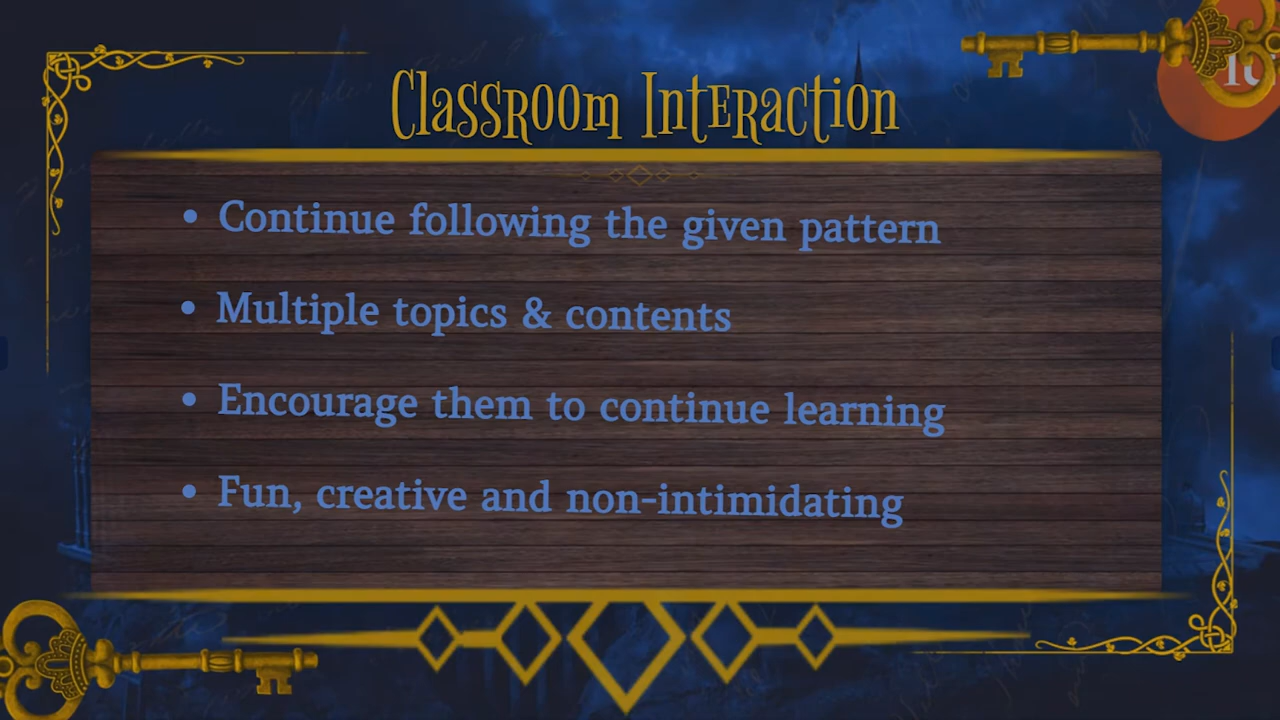 Classroom Interaction
• Continue following the given pattern
• Multiple topics & contents
• Encourage them to continue learning
• Fun, creative and non-intimidating